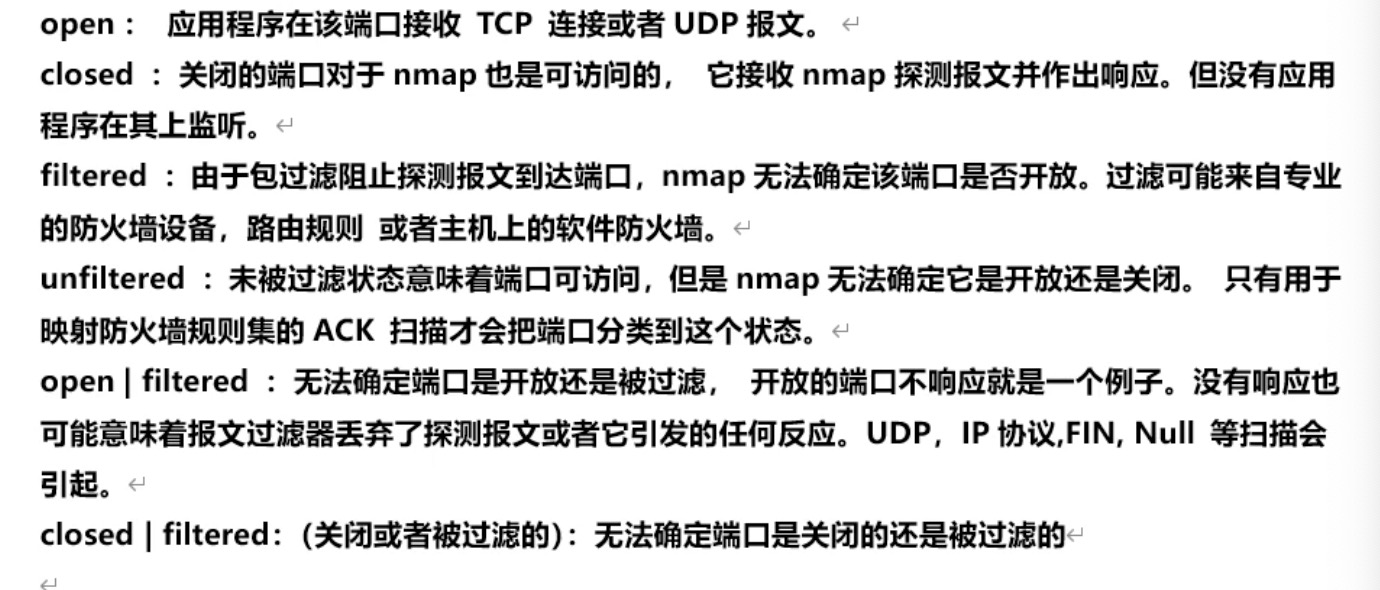 open： 应用程序在该端口接收 TCP 连接或者 UDP 报文。
closed ：关闭的端口对于 nmap 也是可访问的， 它接收 nmap 探测报文并作出响应。但没有应用
程序在其上监听。
filtered ：由于包过滤阻止探测报文到达端口，nmap 无法确定该端口是否开放。过滤可能来自专业
的防火墙设备，路由规则 或者主机上的软件防火墙。
unfiltered ：未被过滤状态意味着端口可访问，但是 nmap 无法确定它是开放还是关闭。 只有用于
映射防火墙规则集的 ACK 扫描才会把端口分类到这个状态。
open | filtered ：无法确定端口是开放还是被过滤， 开放的端口不响应就是一个例子。没有响应也
可能意味着报文过滤器丢弃了探测报文或者它引发的任何反应。UDP，IP 协议,FIN, Null 等扫描会
引起。
closed | filtered：（关闭或者被过滤的）：无法确定端口是关闭的还是被过滤的